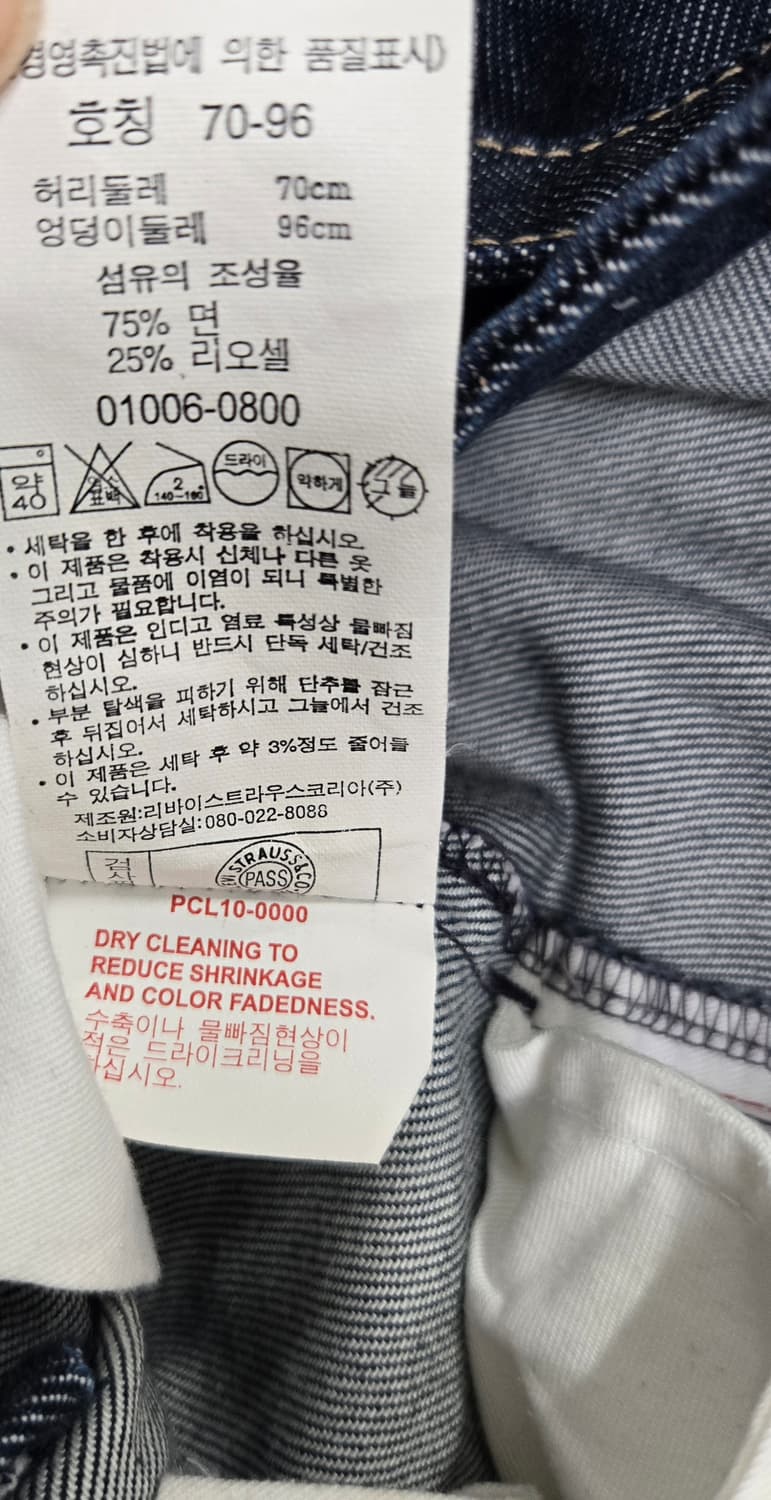 경영촉진법에 의한 품질표시)
호칭 70-96
허리둘레 70cm
엉덩이둘레 96cm
섬유의 조성율
75% 면
25% 리오셀
01006-0800
약 40
표백
2 140~160
드라이
약하게
그늘
• 세탁을 한 후에 착용을 하십시오.
• 이 제품은 착용시 신체나 다른 옷
그리고 물품에 이염이 되니 특별한
주의가 필요합니다.
• 이 제품은 인디고 염료 특성상 물빠짐
현상이 심하니 반드시 단독 세탁/건조
하십시오.
• 부분 탈색을 피하기 위해 단추를 잠근
후 뒤집어서 세탁하시고 그늘에서 건조
하십시오.
• 이 제품은 세탁 후 약 3%정도 줄어들
수 있습니다.
제조원:리바이스트라우스코리아(주)
소비자상담실:080-022-8088
검
STRAUSS&CO.
PASS
PCL10-0000
DRY CLEANING TO
REDUCE SHRINKAGE
AND COLOR FADEDNESS.
수축이나 물빠짐현상이
적은 드라이크리닝을
하십시오.